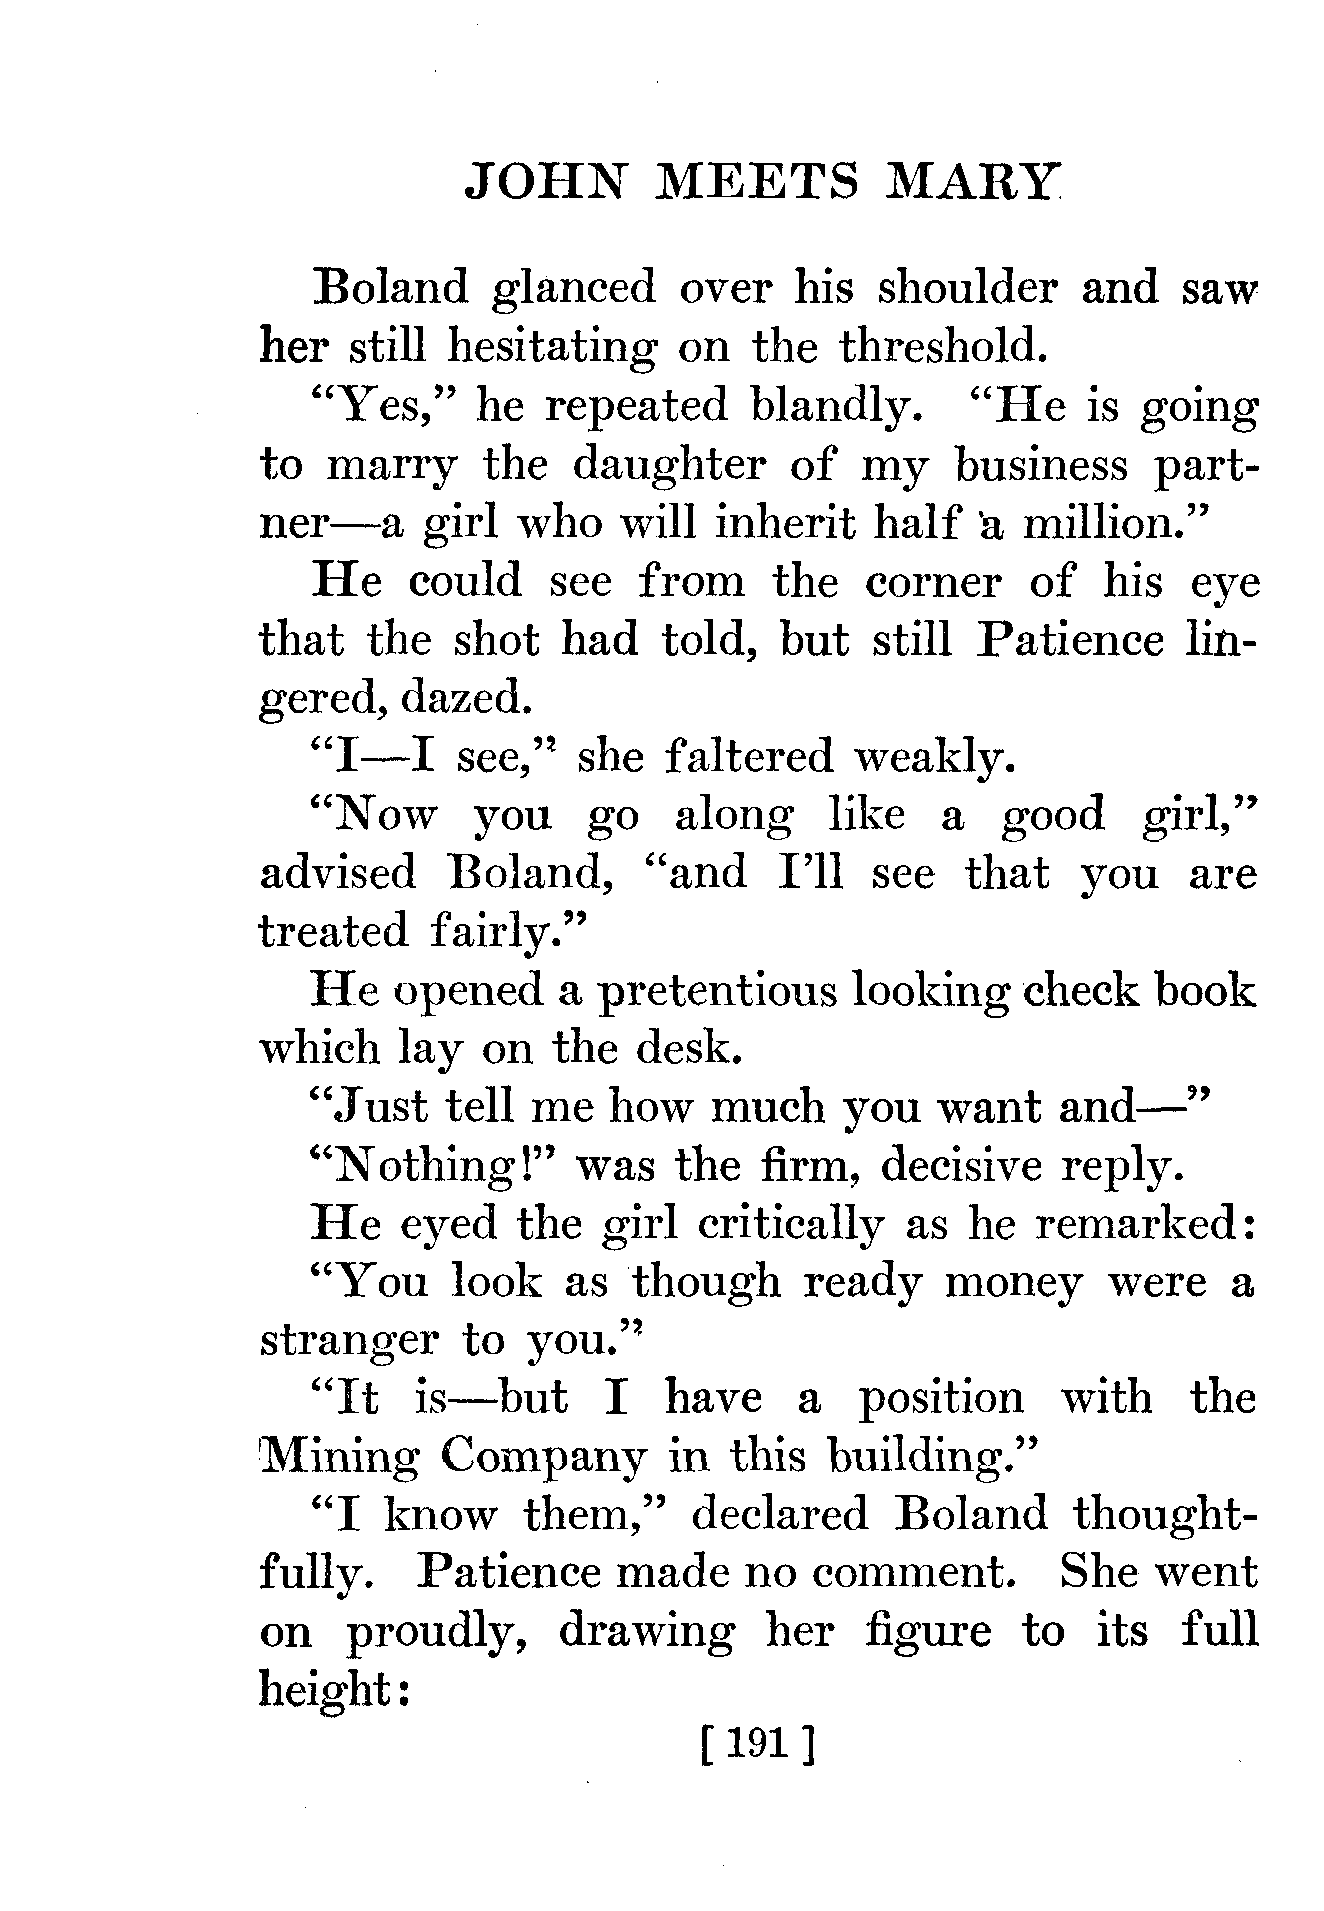 JOHN MEETS MARY
Boland glanced over his shoulder and saw
her still hesitating on the threshold.
“Yes,” he repeated blandly. “He is going
to marry the daughter of my business part-
ner—a girl who will inherit half a million.”
He could see from the corner of his eye
that the shot had told, but still Patience lin-
gered, dazed.
“I—I see,” she faltered weakly.
“Now you go along like a good girl,”
advised Boland, “and I’ll see that you are
treated fairly.”
He opened a pretentious looking check book
which lay on the desk.
“Just tell me how much you want and—”
“Nothing!” was the firm, decisive reply.
He eyed the girl critically as he remarked:
“You look as though ready money were a
stranger to you.”
“It is—but I have a position with the
Mining Company in this building.”
“I know them,” declared Boland thought-
fully. Patience made no comment. She went
on proudly, drawing her figure to its full
height:
[ 191 ]